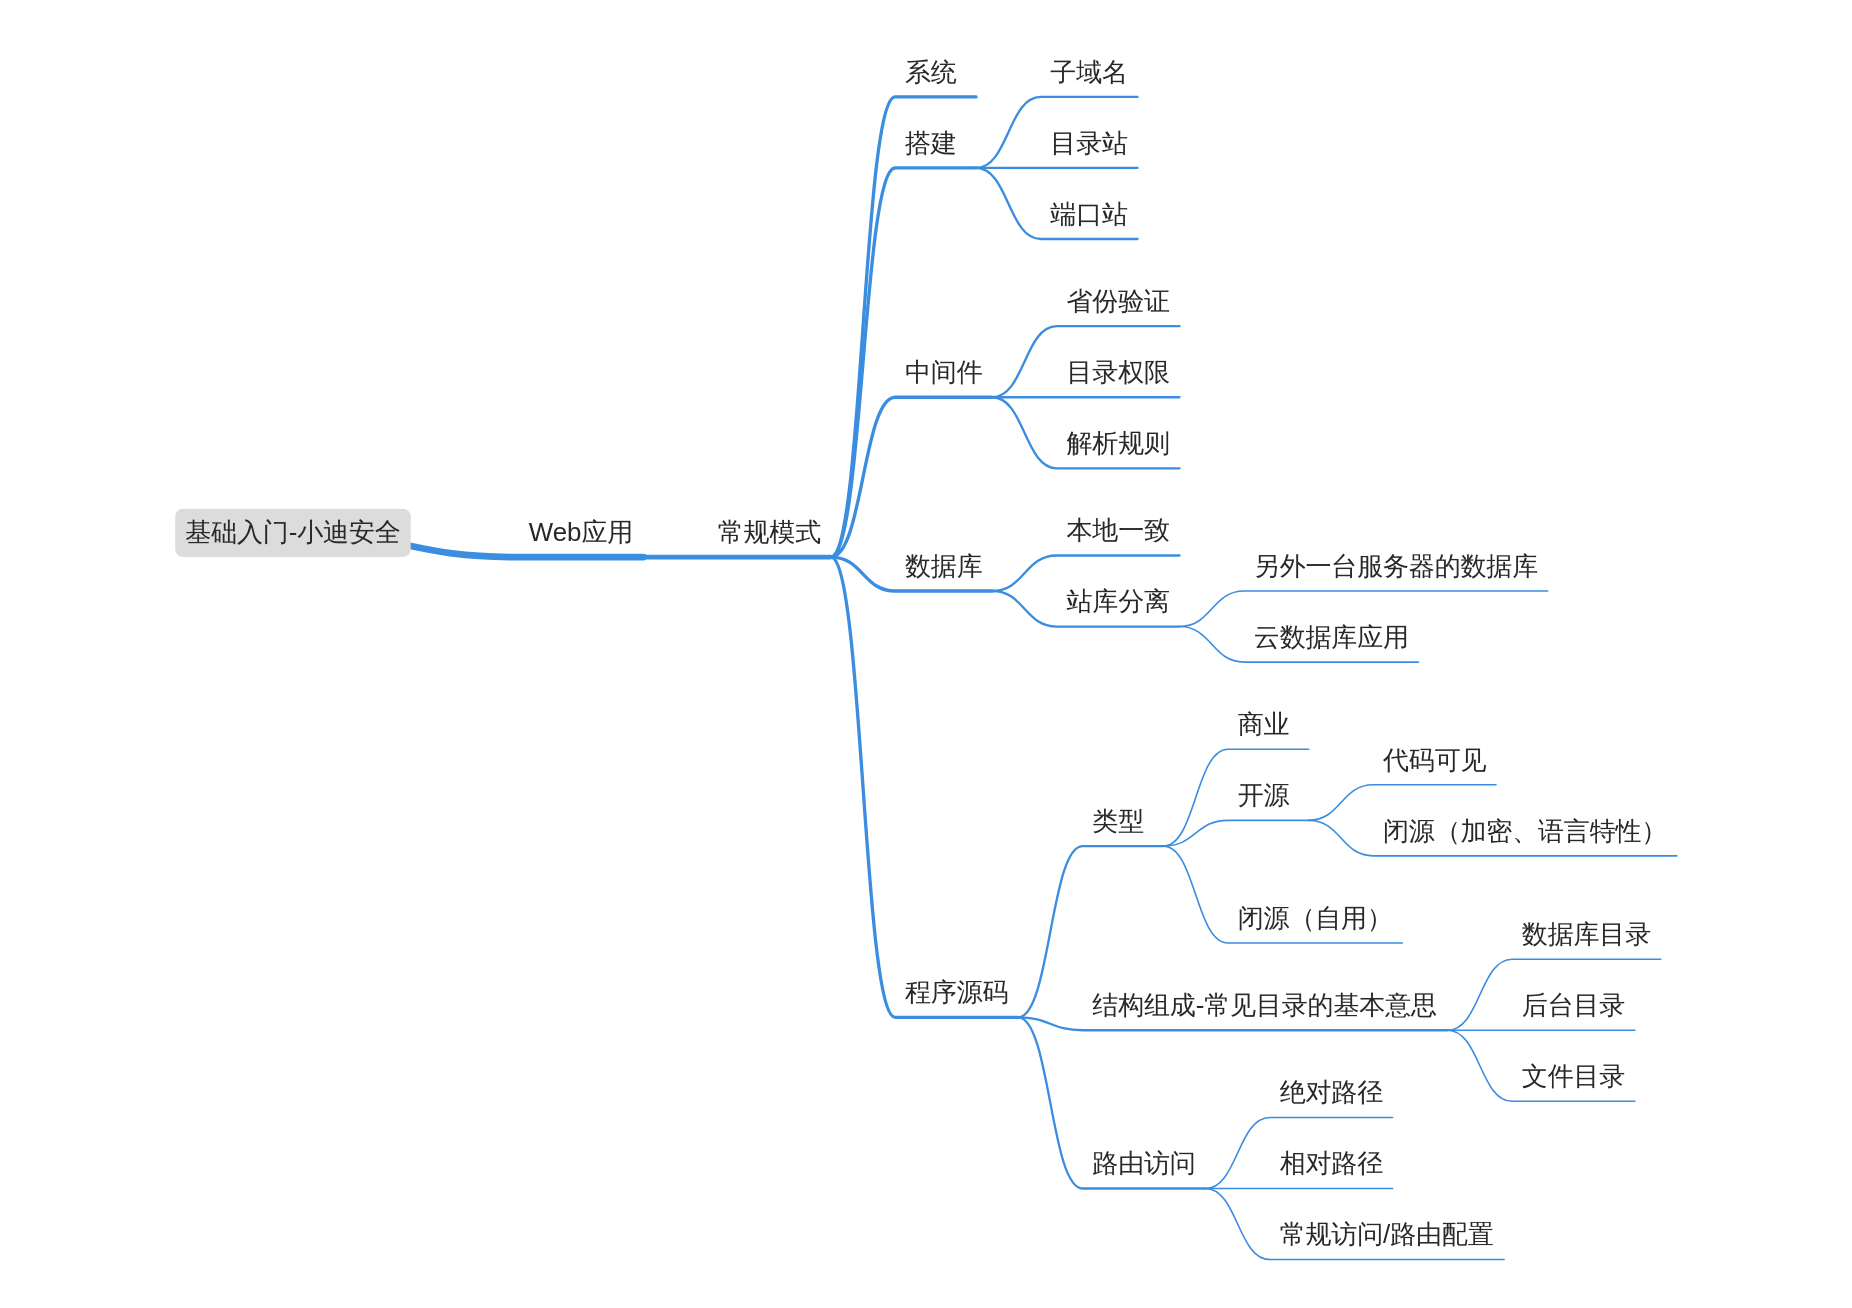 基础入门-小迪安全
Web应用
常规模式
系统
搭建
子域名
目录站
端口站
中间件
省份验证
目录权限
解析规则
数据库
本地一致
站库分离
另外一台服务器的数据库
云数据库应用
程序源码
类型
商业
开源
代码可见
闭源（加密、语言特性）
闭源（自用）
结构组成-常见目录的基本意思
数据库目录
后台目录
文件目录
路由访问
绝对路径
相对路径
常规访问/路由配置